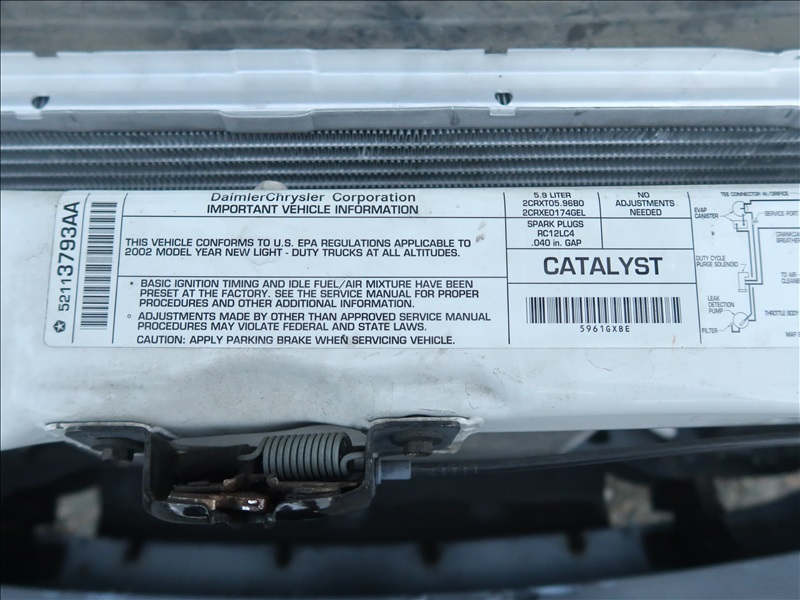 52113793AA
DaimlerChrysler Corporation
IMPORTANT VEHICLE INFORMATION
THIS VEHICLE CONFORMS TO U.S. EPA REGULATIONS APPLICABLE TO
2002 MODEL YEAR NEW LIGHT - DUTY TRUCKS AT ALL ALTITUDES.
• BASIC IGNITION TIMING AND IDLE FUEL/AIR MIXTURE HAVE BEEN
PRESET AT THE FACTORY. SEE THE SERVICE MANUAL FOR PROPER
PROCEDURES AND OTHER ADDITIONAL INFORMATION.
° ADJUSTMENTS MADE BY OTHER THAN APPROVED SERVICE MANUAL
PROCEDURES MAY VIOLATE FEDERAL AND STATE LAWS.
CAUTION: APPLY PARKING BRAKE WHEN SERVICING VEHICLE.
5.9 LITER
2CRXT05.96B0
2CRXE0174GEL
SPARK PLUGS
RC12LC4
.040 in. GAP
NO
ADJUSTMENTS
NEEDED
CATALYST
5961GXBE
TEE CONNECTOR W/ORIFICE
EVAP
CANISTER
SERVICE PORT
DUTY CYCLE
PURGE SOLENOID
LEAK
DETECTION
PUMP
FILTER
TO AIR
THROTTLE BODY